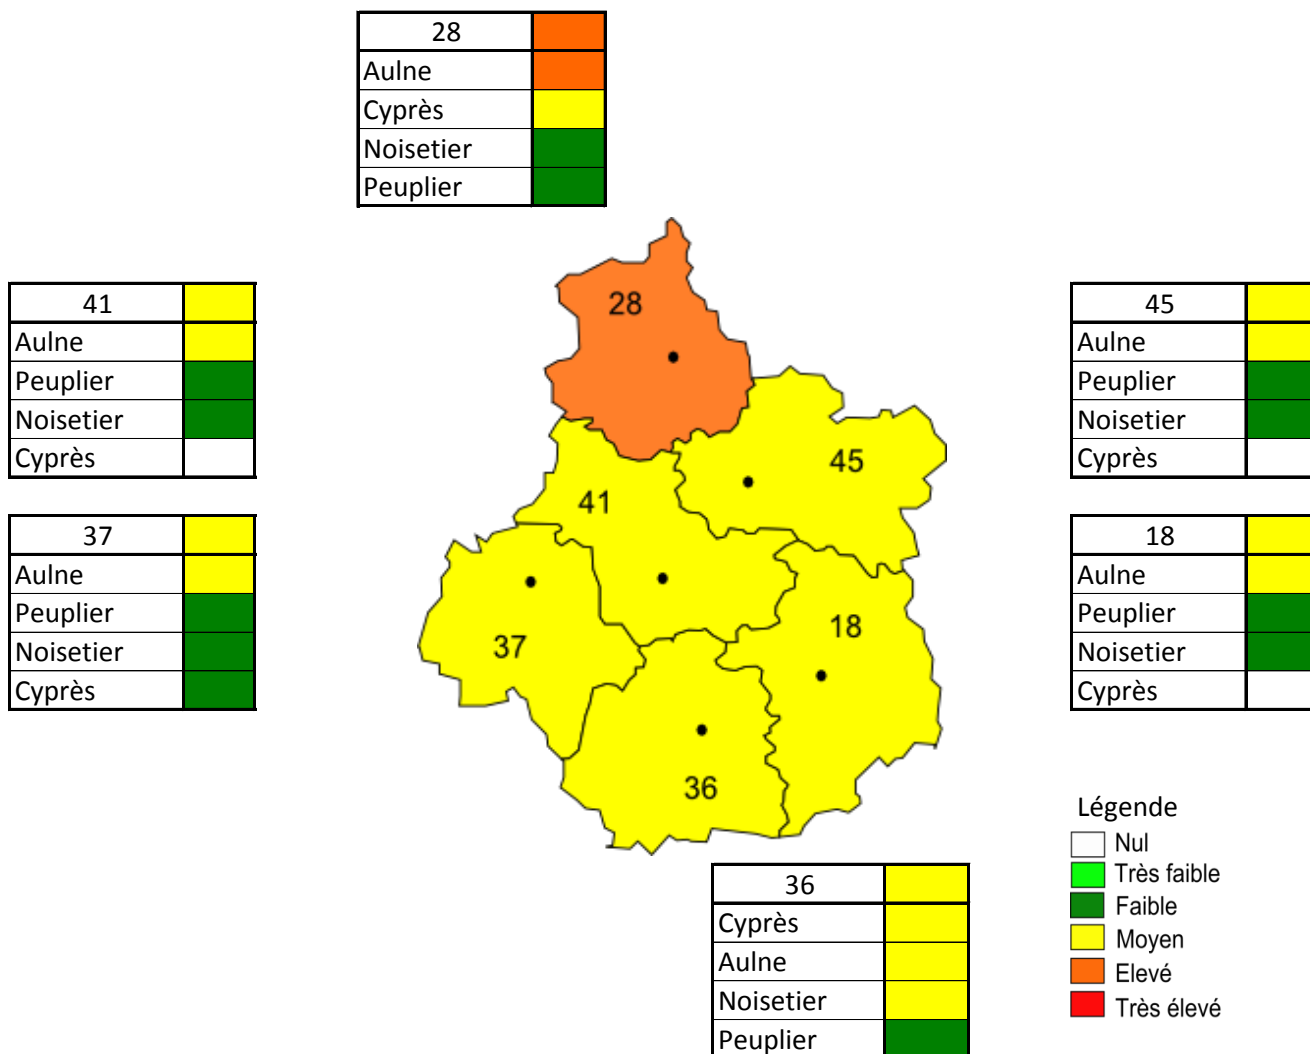 28
Aulne
Cyprès
Noisetier
Peuplier
41
Aulne
Peuplier
Noisetier
Cyprès
37
Aulne
Peuplier
Noisetier
Cyprès
28
45
41
37
18
36
45
Aulne
Peuplier
Noisetier
Cyprès
18
Aulne
Peuplier
Noisetier
Cyprès
36
Cyprès
Aulne
Noisetier
Peuplier
Légende
Nul
Très faible
Faible
Moyen
Elevé
Très élevé